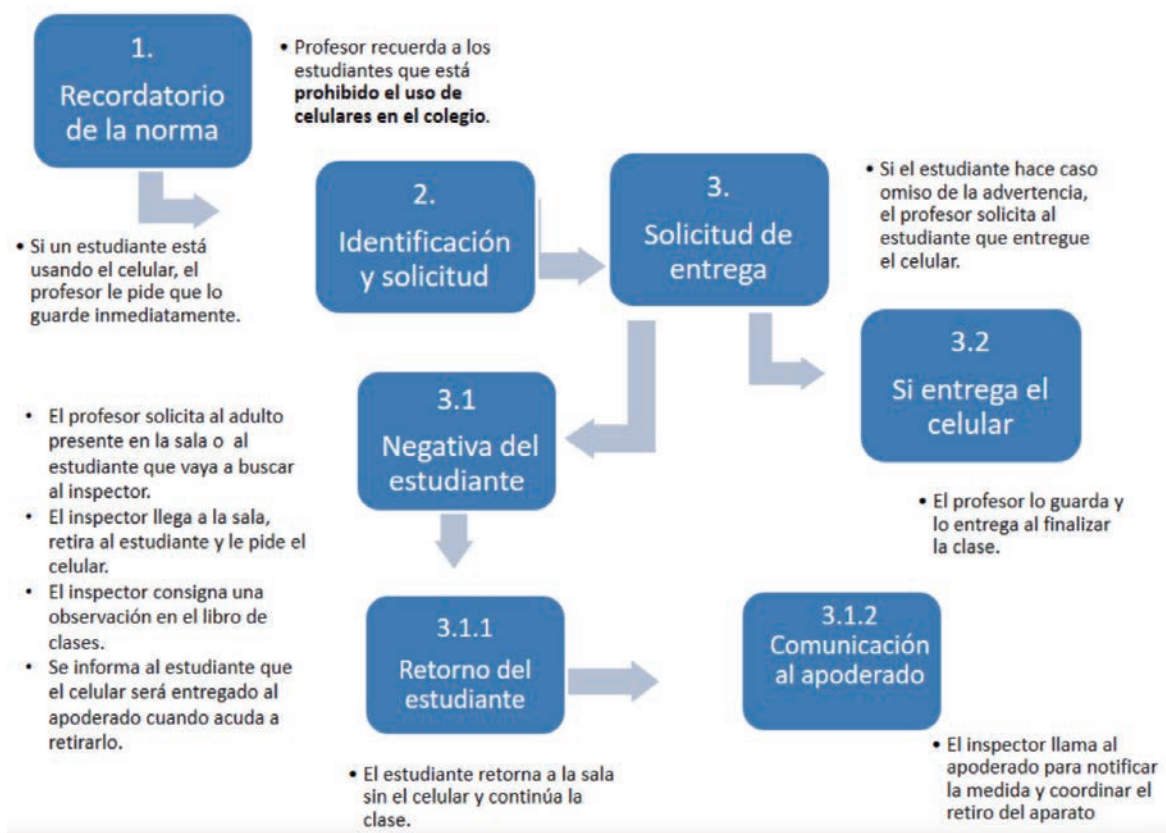 1.
Recordatorio
de la norma
• Profesor recuerda a los
estudiantes que está
prohibido el uso de
celulares en el colegio.
2.
Identificación
y solicitud
• Si un estudiante está
usando el celular, el
profesor le pide que lo
guarde inmediatamente.
3.
Solicitud de
entrega
• Si el estudiante hace caso
omiso de la advertencia,
el profesor solicita al
estudiante que entregue
el celular.
3.1
Negativa del
estudiante
• El profesor solicita al adulto
presente en la sala o al
estudiante que vaya a buscar
al inspector.
• El inspector llega a la sala,
retira al estudiante y le pide el
celular.
• El inspector consigna una
observación en el libro de
clases.
• Se informa al estudiante que
el celular será entregado al
apoderado cuando acuda a
retirarlo.
3.2
Si entrega el
celular
• El profesor lo guarda y
lo entrega al finalizar
la clase.
3.1.1
Retorno del
estudiante
• El estudiante retorna a la sala
sin el celular y continúa la
clase.
3.1.2
Comunicación
al apoderado
• El inspector llama al
apoderado para notificar
la medida y coordinar el
retiro del aparato